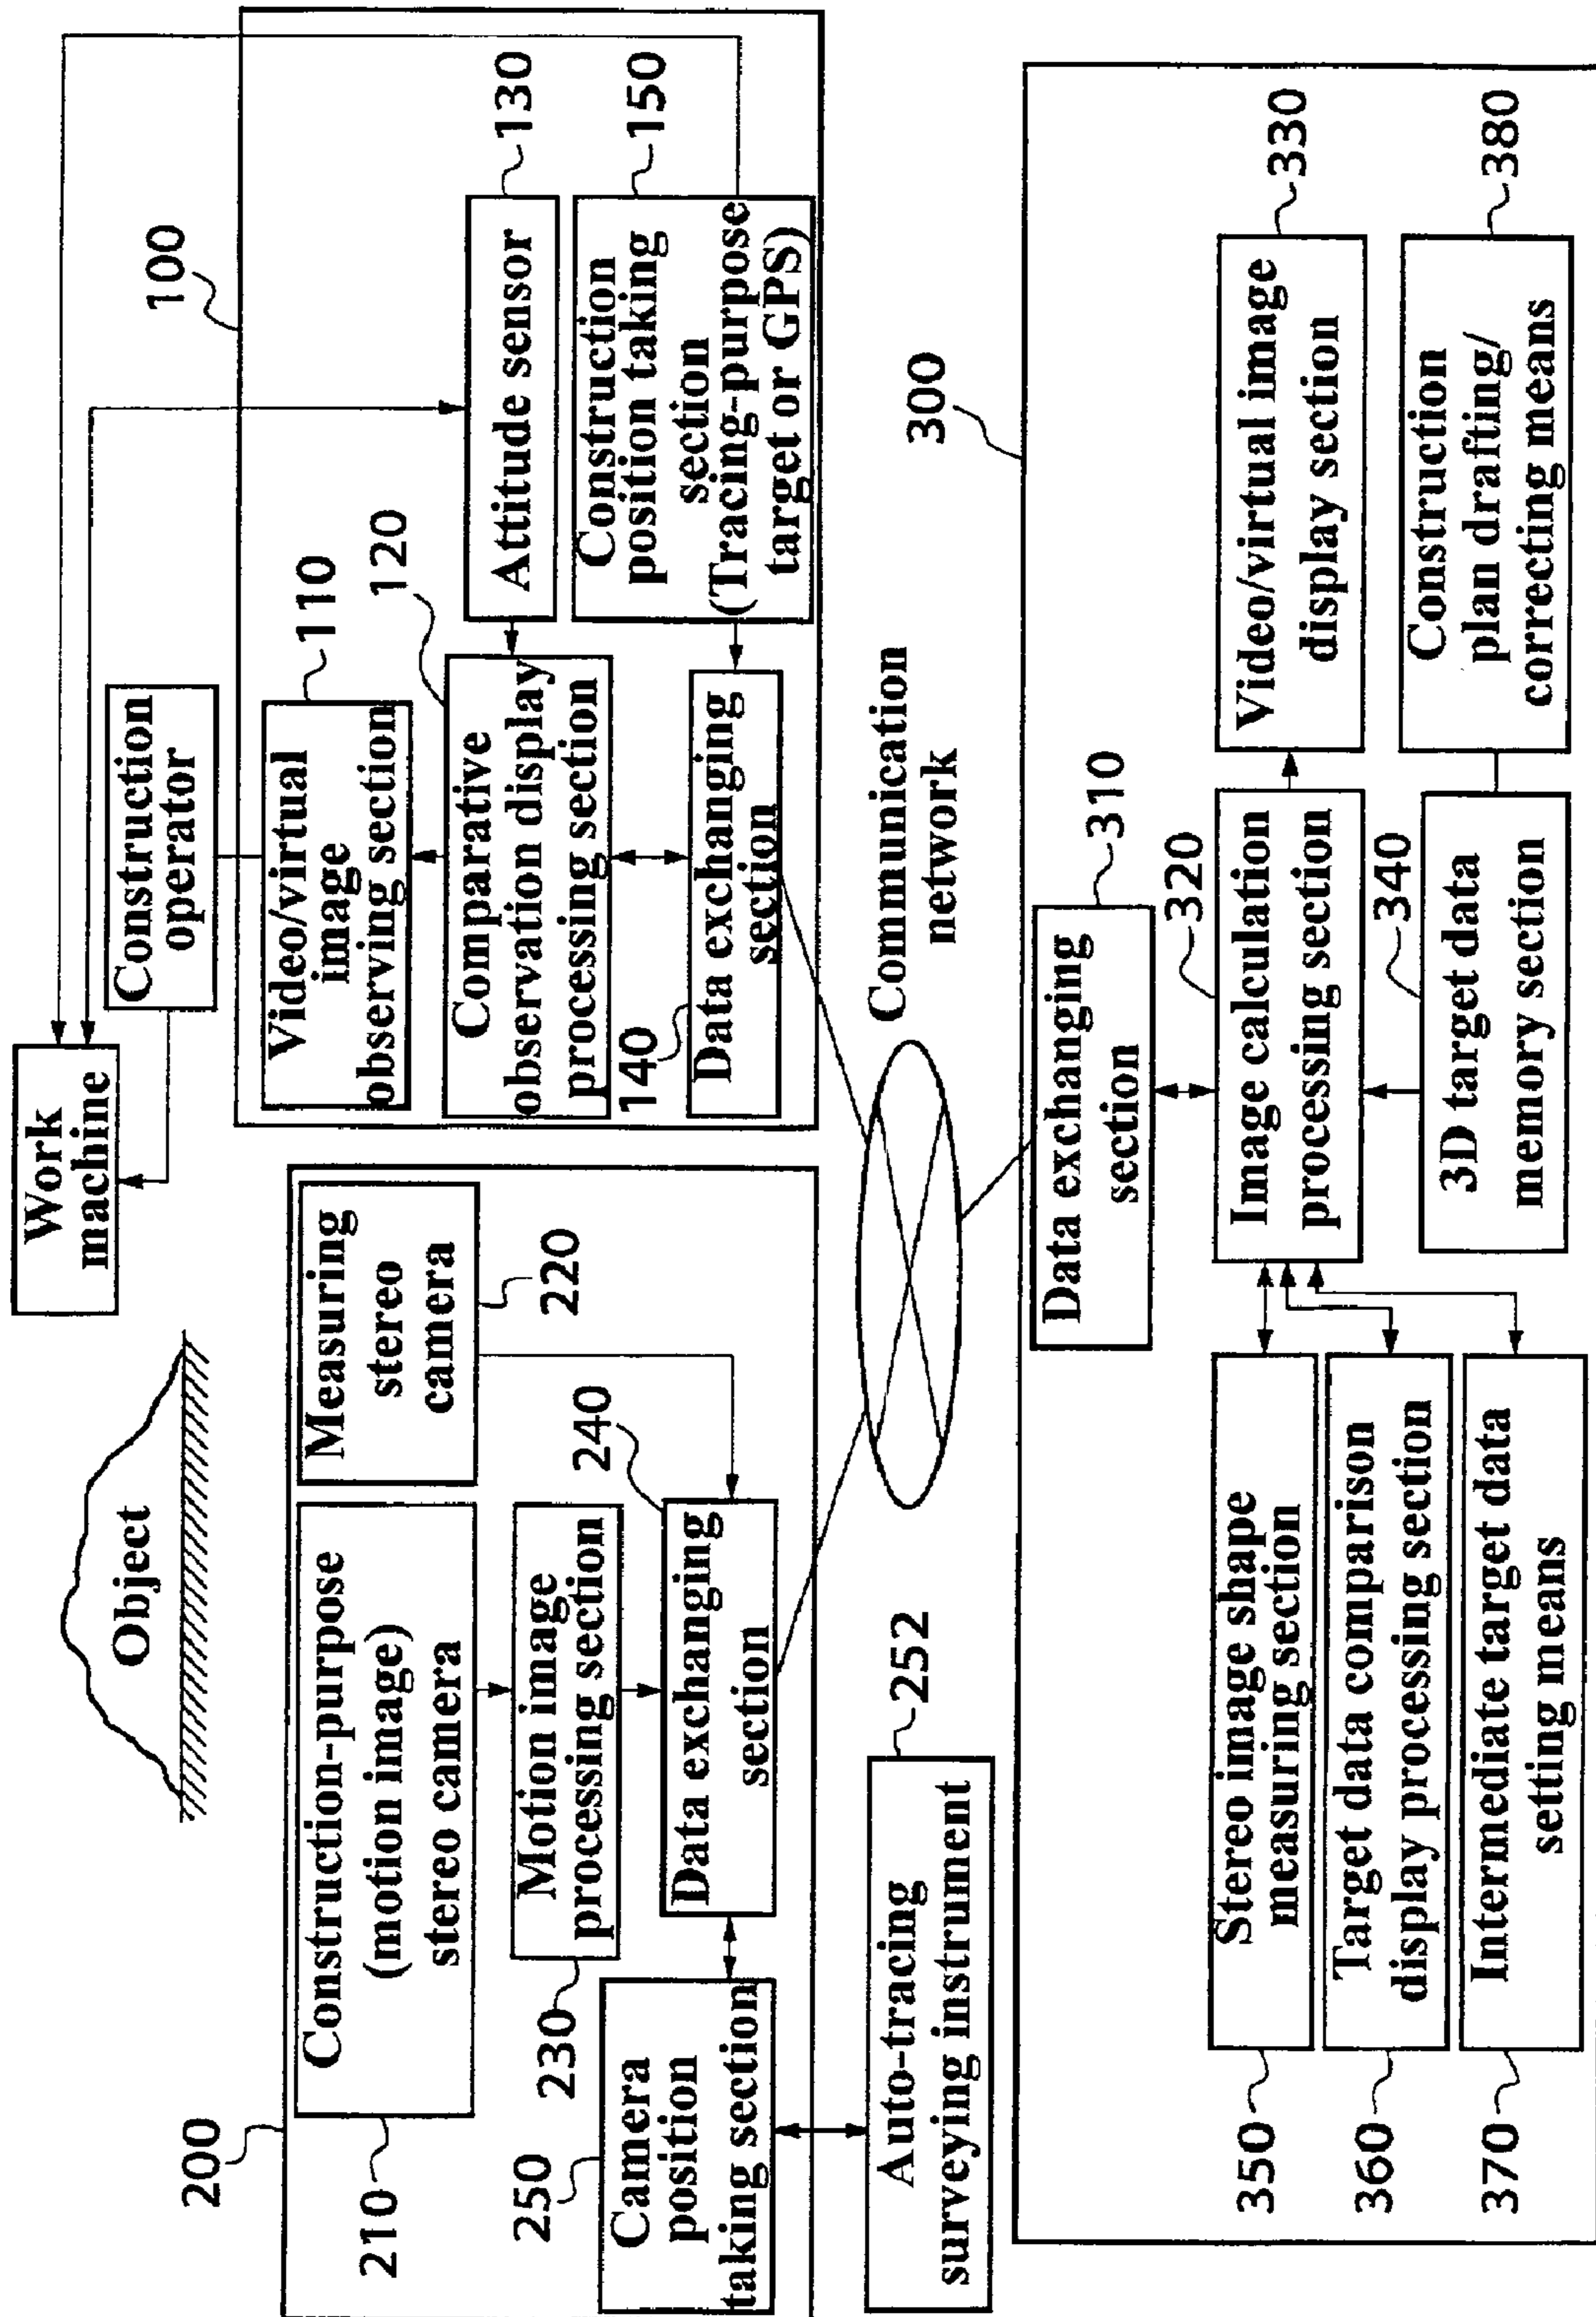 Object
Work
machine
Construction
operator
200
210
Construction-purpose
(motion image)
stereo camera
Measuring
stereo
camera
220
230
Motion image
processing section
240
Data exchanging
section
250
Camera
position
taking section
252
Auto-tracing
surveying instrument
100
110
Video/virtual
image
observing section
120
Comparative
observation display
processing section
130
Attitude sensor
140
Data exchanging
section
150
Construction
position taking
section
(Tracing-purpose
target or GPS)
Communication
network
300
310
Data exchanging
section
320
Image calculation
processing section
330
Video/virtual image
display section
340
3D target data
memory section
380
Construction
plan drafting/
correcting means
350
Stereo image shape
measuring section
360
Target data comparison
display processing section
370
Intermediate target data
setting means